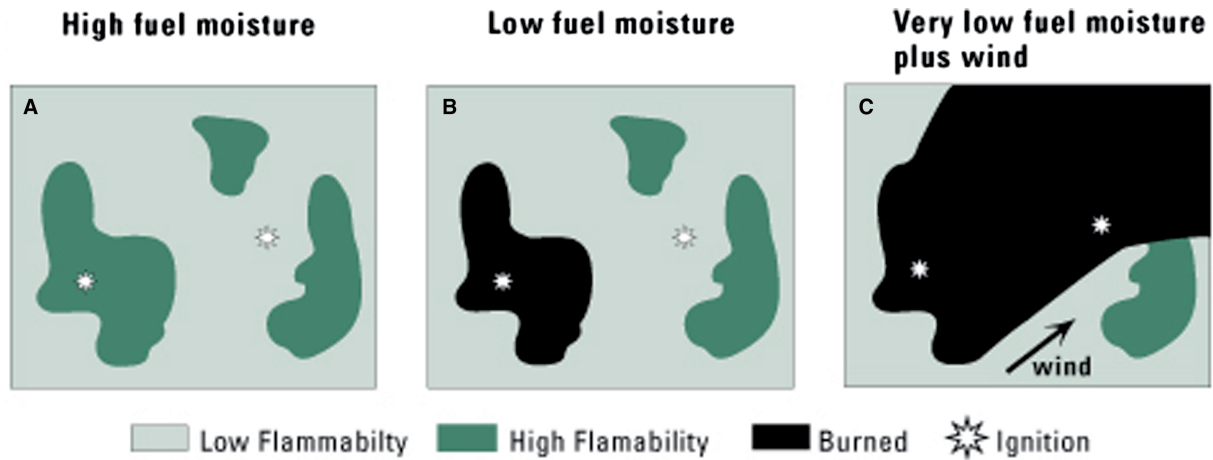 High fuel moisture
Low fuel moisture
Very low fuel moisture
plus wind
A
B
C
wind
Low Flammabilty
High Flamability
Burned
Ignition